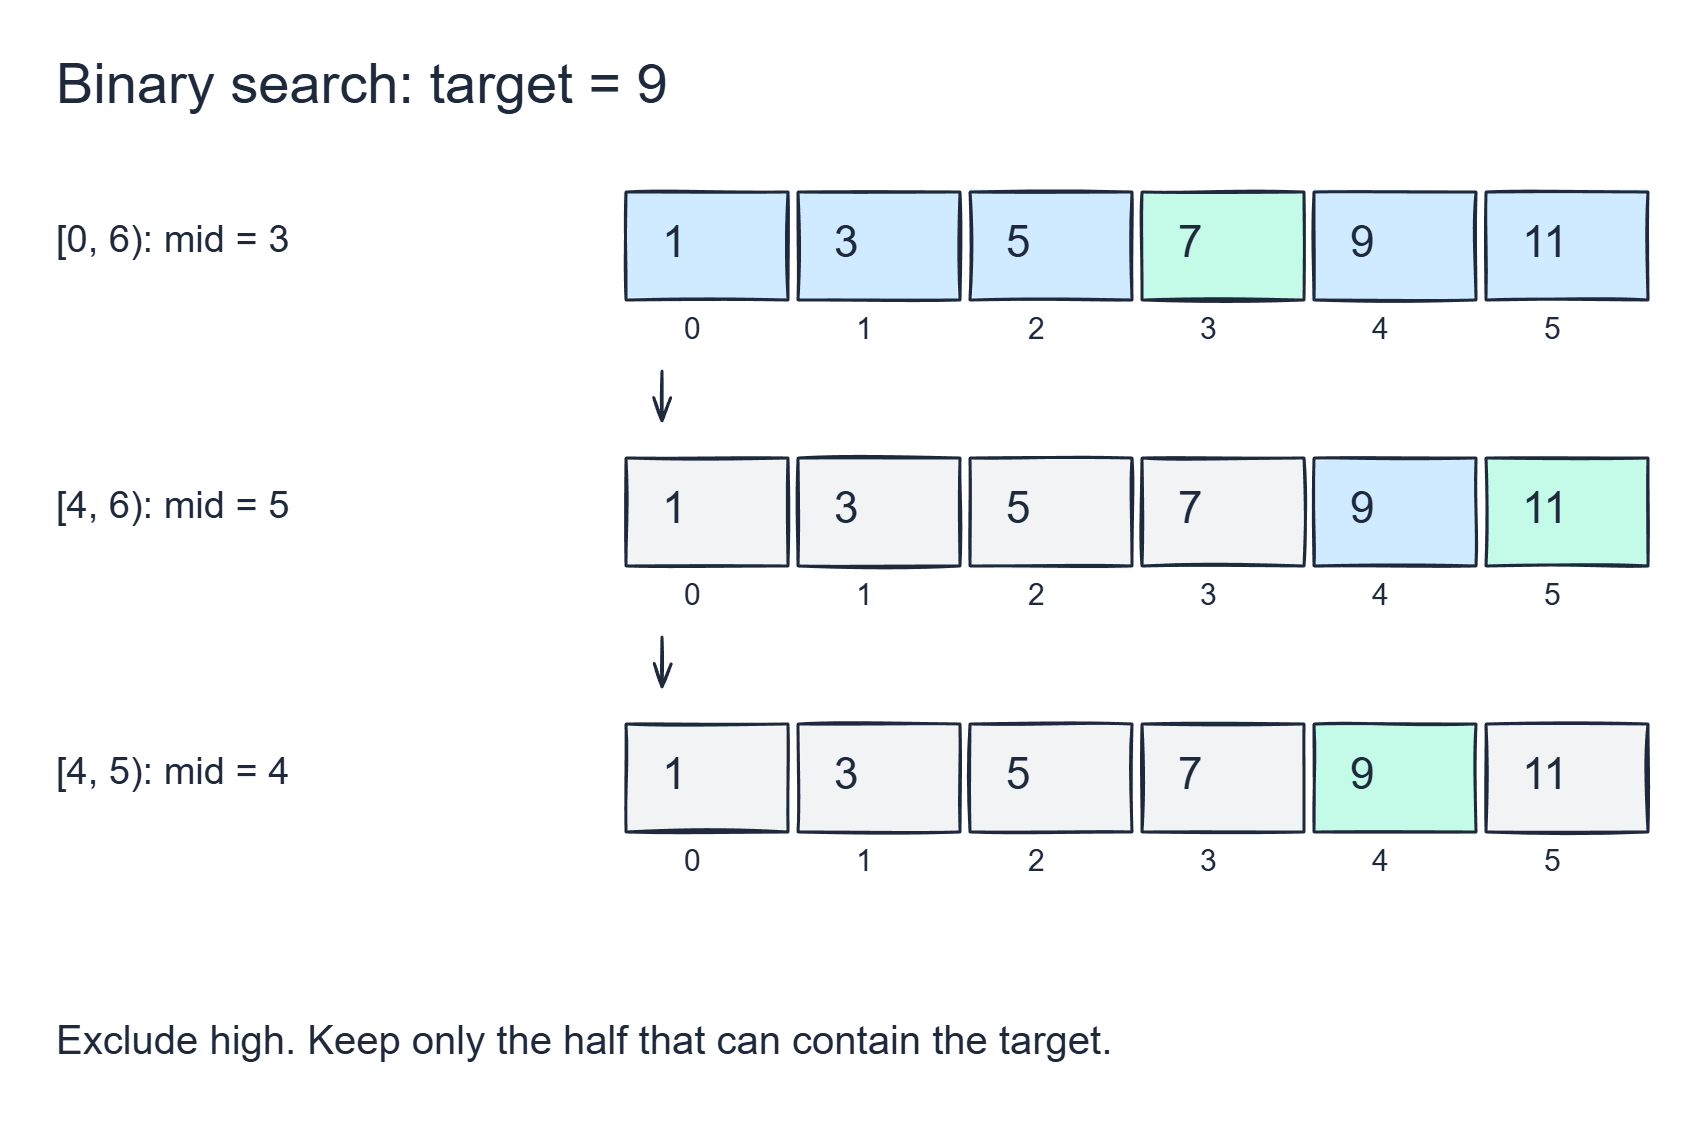 Binary search: target = 9
[0, 6): mid = 3
1 3 5 7 9 11
0 1 2 3 4 5
[4, 6): mid = 5
1 3 5 7 9 11
0 1 2 3 4 5
[4, 5): mid = 4
1 3 5 7 9 11
0 1 2 3 4 5
Exclude high. Keep only the half that can contain the target.